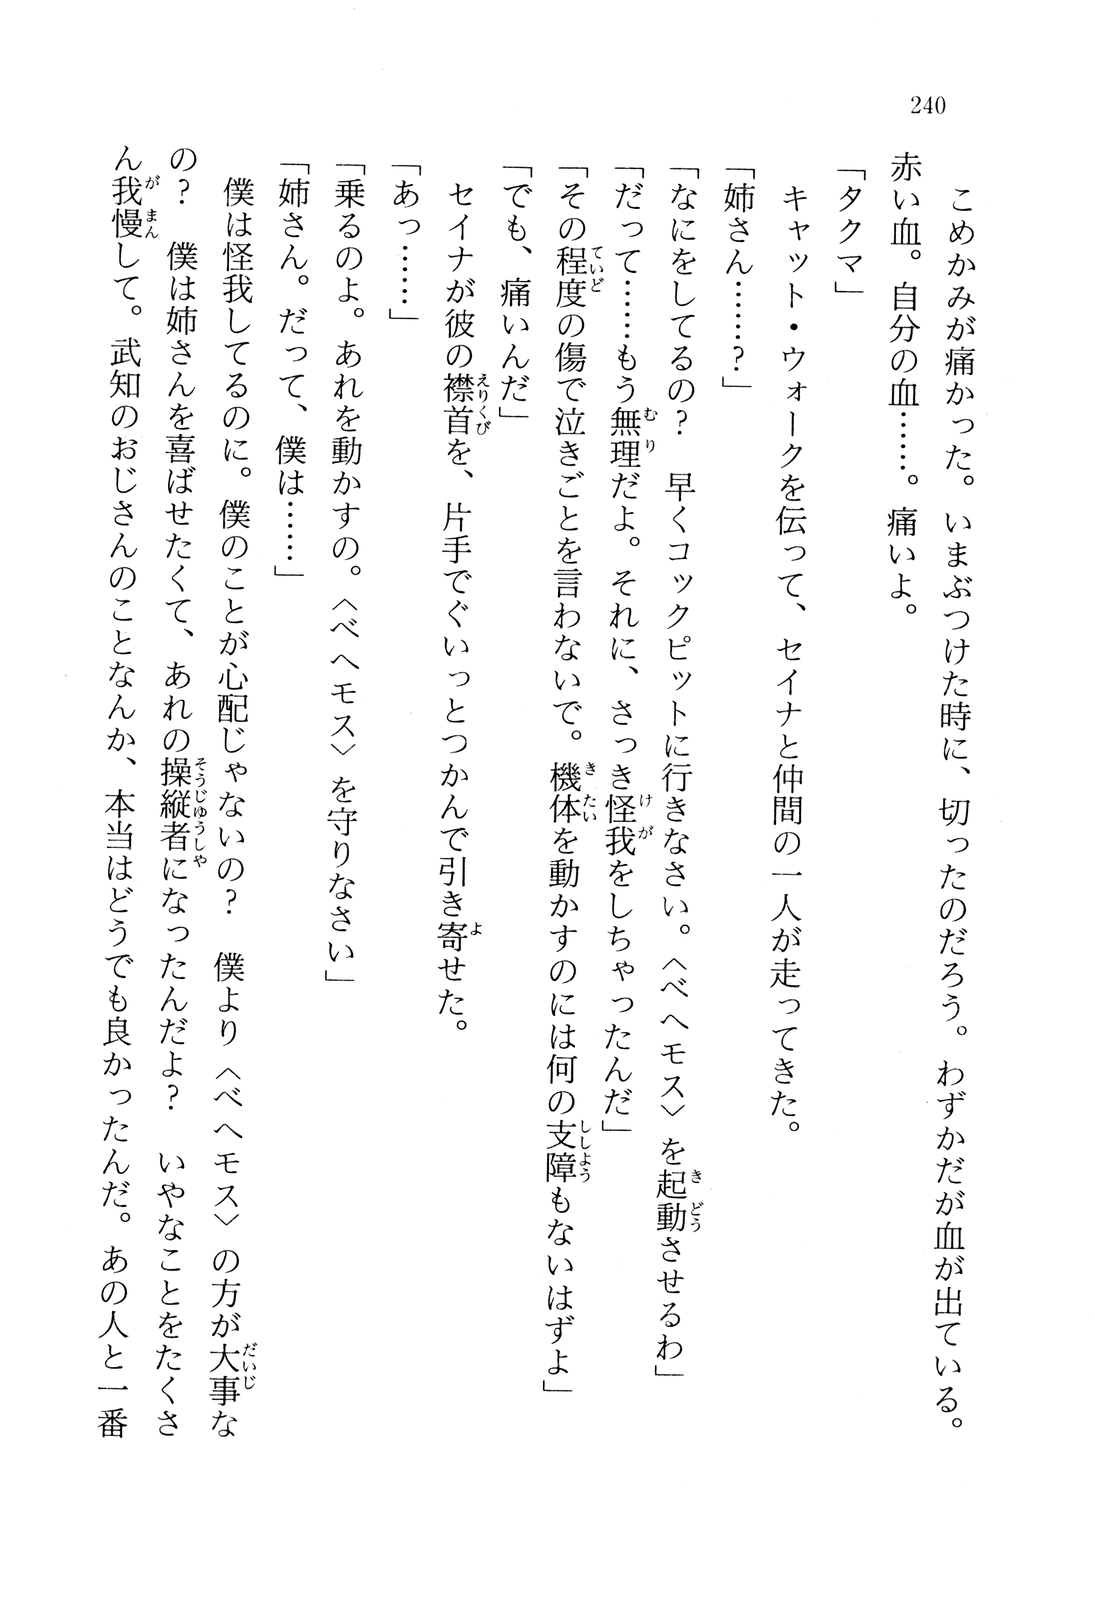 240
こめかみが痛かった。いまぶつけた時に、切ったのだろう。わずかだが血が出ている。
赤い血。自分の血……。痛いよ。
「タクマ」
キャット・ウォークを伝って、セイナと仲間の一人が走ってきた。
「姉さん……？」
「なにをしてるの？　早くコックピットに行きなさい。〈ベヘモス〉を起動させるわ」
「だって……もう無理だよ。それに、さっき怪我をしちゃったんだ」
「その程度の傷で泣きごとを言わないで。機体を動かすのには何の支障もないはずよ」
「でも、痛いんだ」
セイナが彼の襟首を、片手でぐいっとつかんで引き寄せた。
「あっ……」
「乗るのよ。あれを動かすの。〈ベヘモス〉を守りなさい」
「姉さん。だって、僕は……」
僕は怪我してるのに。僕のことが心配じゃないの？　僕より〈ベヘモス〉の方が大事な
の？　僕は姉さんを喜ばせたくて、あれの操縦者になったんだよ？　いやなことをたくさ
ん我慢して。武知のおじさんのことなんか、本当はどうでも良かったんだ。あの人と一番